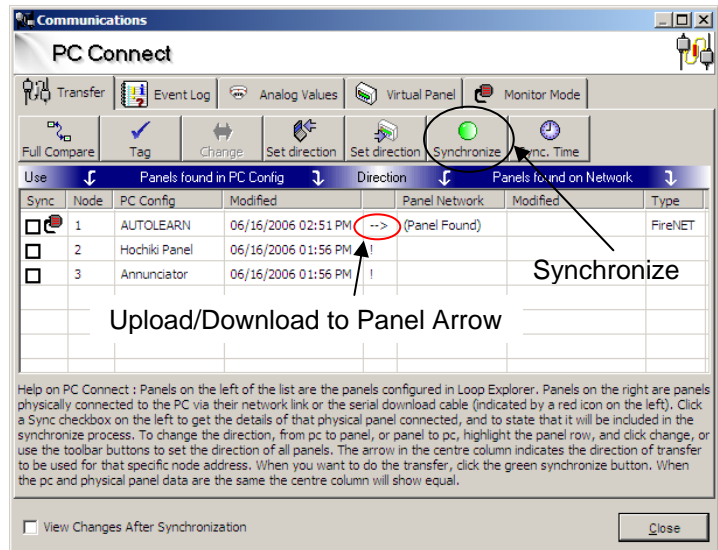 Communications
PC Connect
Transfer Event Log Analog Values Virtual Panel Monitor Mode
Full Compare Tag Change Set direction Set direction Synchronize Sync. Time
Use Panels found in PC Config Direction Panels found on Network
Sync Node PC Config Modified Panel Network Modified Type
1 AUTOLEARN 06/16/2006 02:51 PM --> (Panel Found) FireNET
2 Hochiki Panel 06/16/2006 01:56 PM !
3 Annunciator 06/16/2006 01:56 PM !
Synchronize
Upload/Download to Panel Arrow
Help on PC Connect : Panels on the left of the list are the panels configured in Loop Explorer. Panels on the right are panels
physically connected to the PC via their network link or the serial download cable (indicated by a red icon on the left). Click
a Sync checkbox on the left to get the details of that physical panel connected, and to state that it will be included in the
synchronize process. To change the direction, from pc to panel, or panel to pc, highlight the panel row, and click change, or
use the toolbar buttons to set the direction of all panels. The arrow in the centre column indicates the direction of transfer
to be used for that specific node address. When you want to do the transfer, click the green synchronize button. When
the pc and physical panel data are the same the centre column will show equal.
View Changes After Synchronization Close